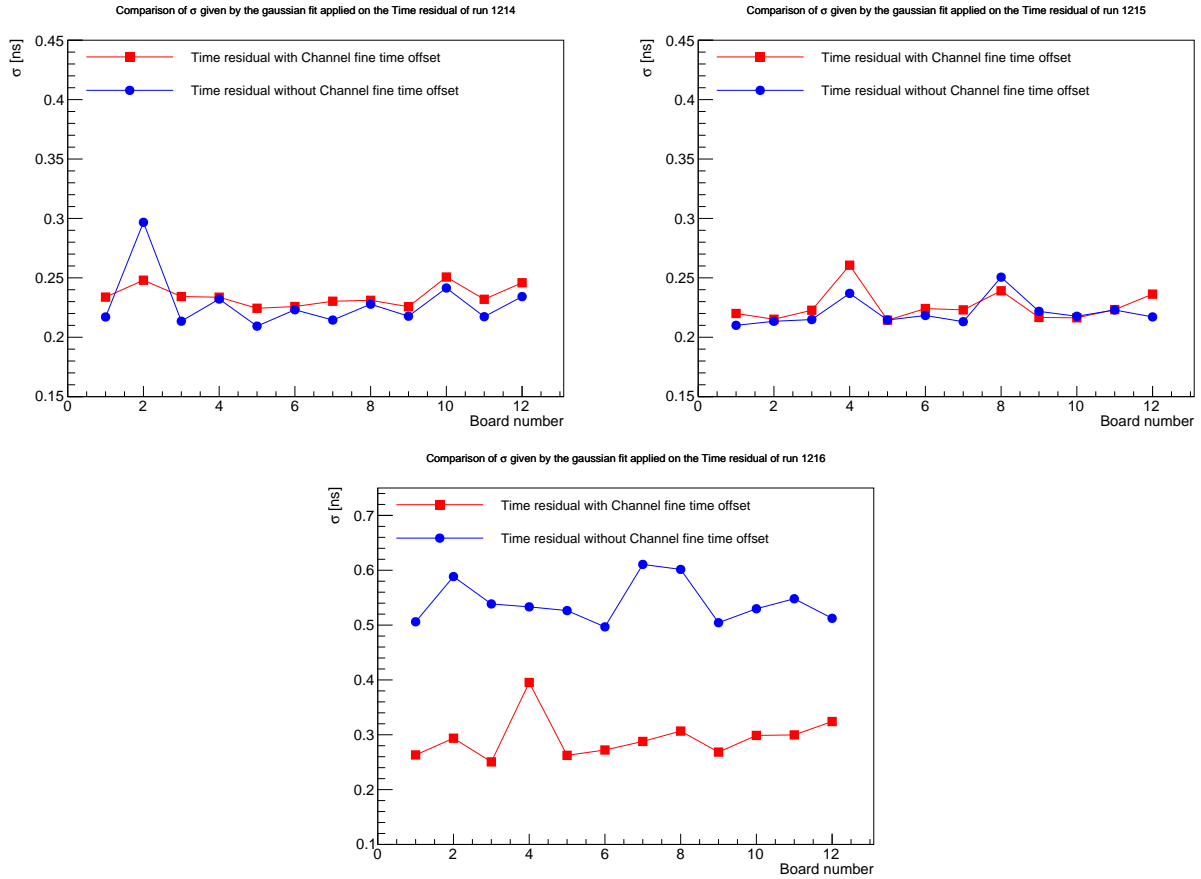 Comparison of σ given by the gaussian fit applied on the Time residual of run 1214
σ [ns]
0.45
0.4
0.35
0.3
0.25
0.2
0.15
Time residual with Channel fine time offset
Time residual without Channel fine time offset
0 2 4 6 8 10 12
Board number
Comparison of σ given by the gaussian fit applied on the Time residual of run 1215
σ [ns]
0.45
0.4
0.35
0.3
0.25
0.2
0.15
Time residual with Channel fine time offset
Time residual without Channel fine time offset
0 2 4 6 8 10 12
Board number
Comparison of σ given by the gaussian fit applied on the Time residual of run 1216
σ [ns]
0.7
0.6
0.5
0.4
0.3
0.2
0.1
Time residual with Channel fine time offset
Time residual without Channel fine time offset
0 2 4 6 8 10 12
Board number